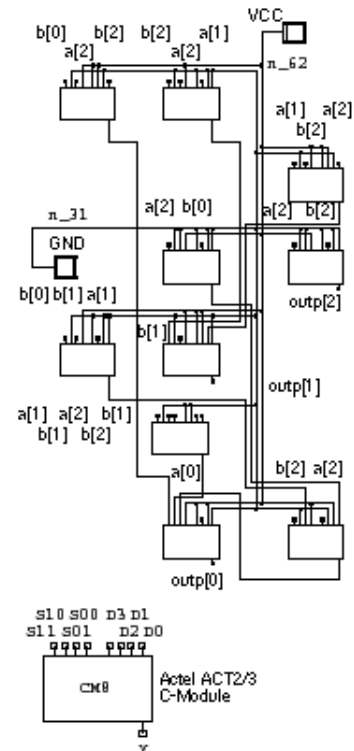 VCC
b[0] b[2] b[2] a[1]
a[2] a[2]
n_62
a[1] a[2]
b[2]
n_31
a[2] b[0] a[2] b[2]
GND
b[0] b[1] a[1]
outp[2]
b[1]
a[1] a[2] b[1] outp[1]
b[1] b[2]
a[0] b[2] a[2]
outp[0]
S10 S00 D3 D1
S11 S01 D2 D0
CM8
Actel ACT2/3
C-Module
Y